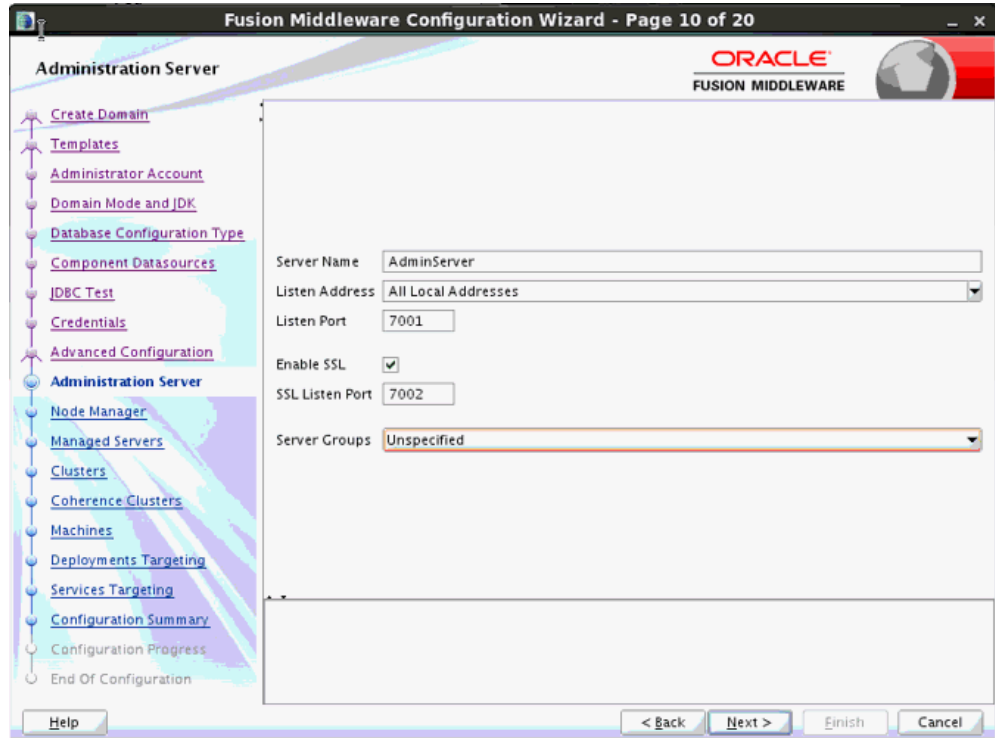 Fusion Middleware Configuration Wizard - Page 10 of 20
Administration Server
ORACLE
FUSION MIDDLEWARE
Create Domain
Templates
Administrator Account
Domain Mode and JDK
Database Configuration Type
Component Datasources
JDBC Test
Credentials
Advanced Configuration
Administration Server
Node Manager
Managed Servers
Clusters
Coherence Clusters
Machines
Deployments Targeting
Services Targeting
Configuration Summary
Configuration Progress
End Of Configuration
Server Name AdminServer
Listen Address All Local Addresses
Listen Port 7001
Enable SSL
SSL Listen Port 7002
Server Groups Unspecified
Help < Back Next > Finish Cancel